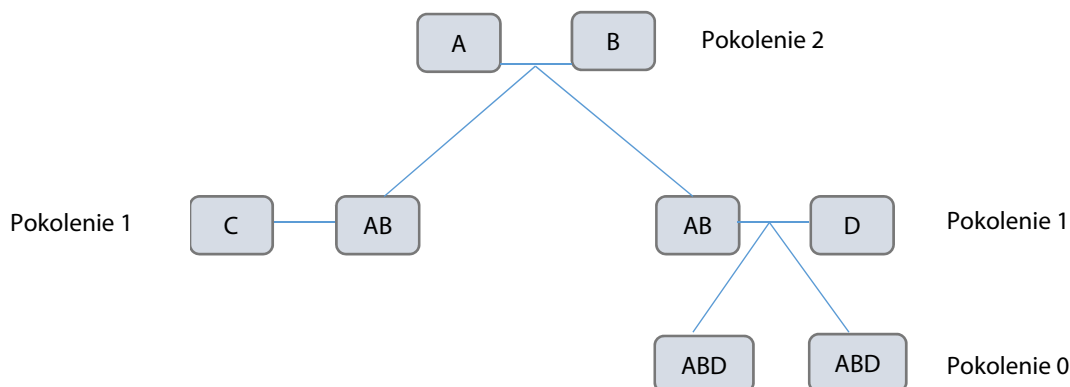 A B Pokolenie 2
Pokolenie 1 C AB AB D Pokolenie 1
ABD ABD Pokolenie 0